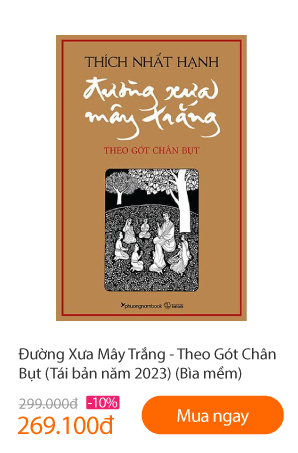 THÍCH NHẤT HẠNH
đường xưa
mây trắng
THEO GÓT CHÂN BỤT
phuongnambook
Đường Xưa Mây Trắng - Theo Gót Chân
Bụt (Tái bản năm 2023) (Bìa mềm)
299.000đ -10%
269.100đ
Mua ngay